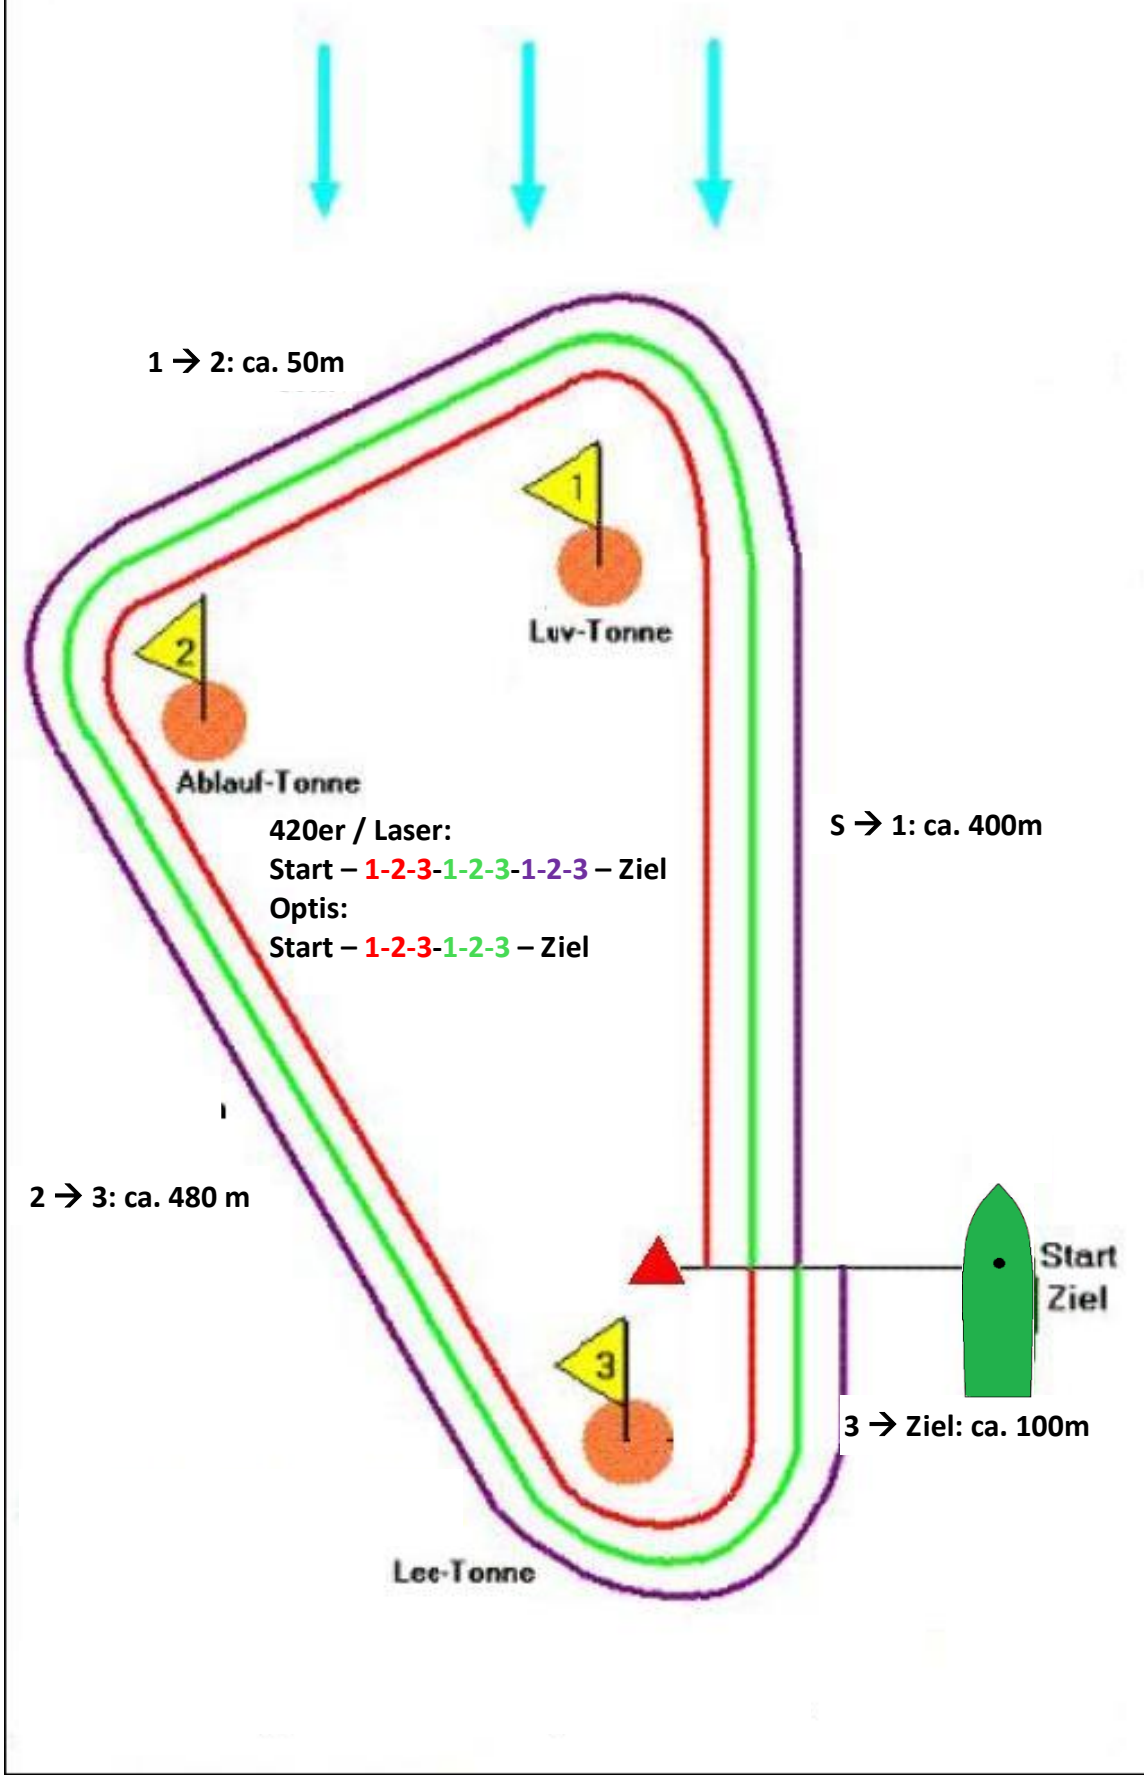 1 → 2: ca. 50m
1
Luv-Tonne
2
Ablauf-Tonne
420er / Laser:
Start – 1-2-3-1-2-3-1-2-3 – Ziel
Optis:
Start – 1-2-3-1-2-3 – Ziel
S → 1: ca. 400m
2 → 3: ca. 480 m
Start
Ziel
3
3 → Ziel: ca. 100m
Lee-Tonne